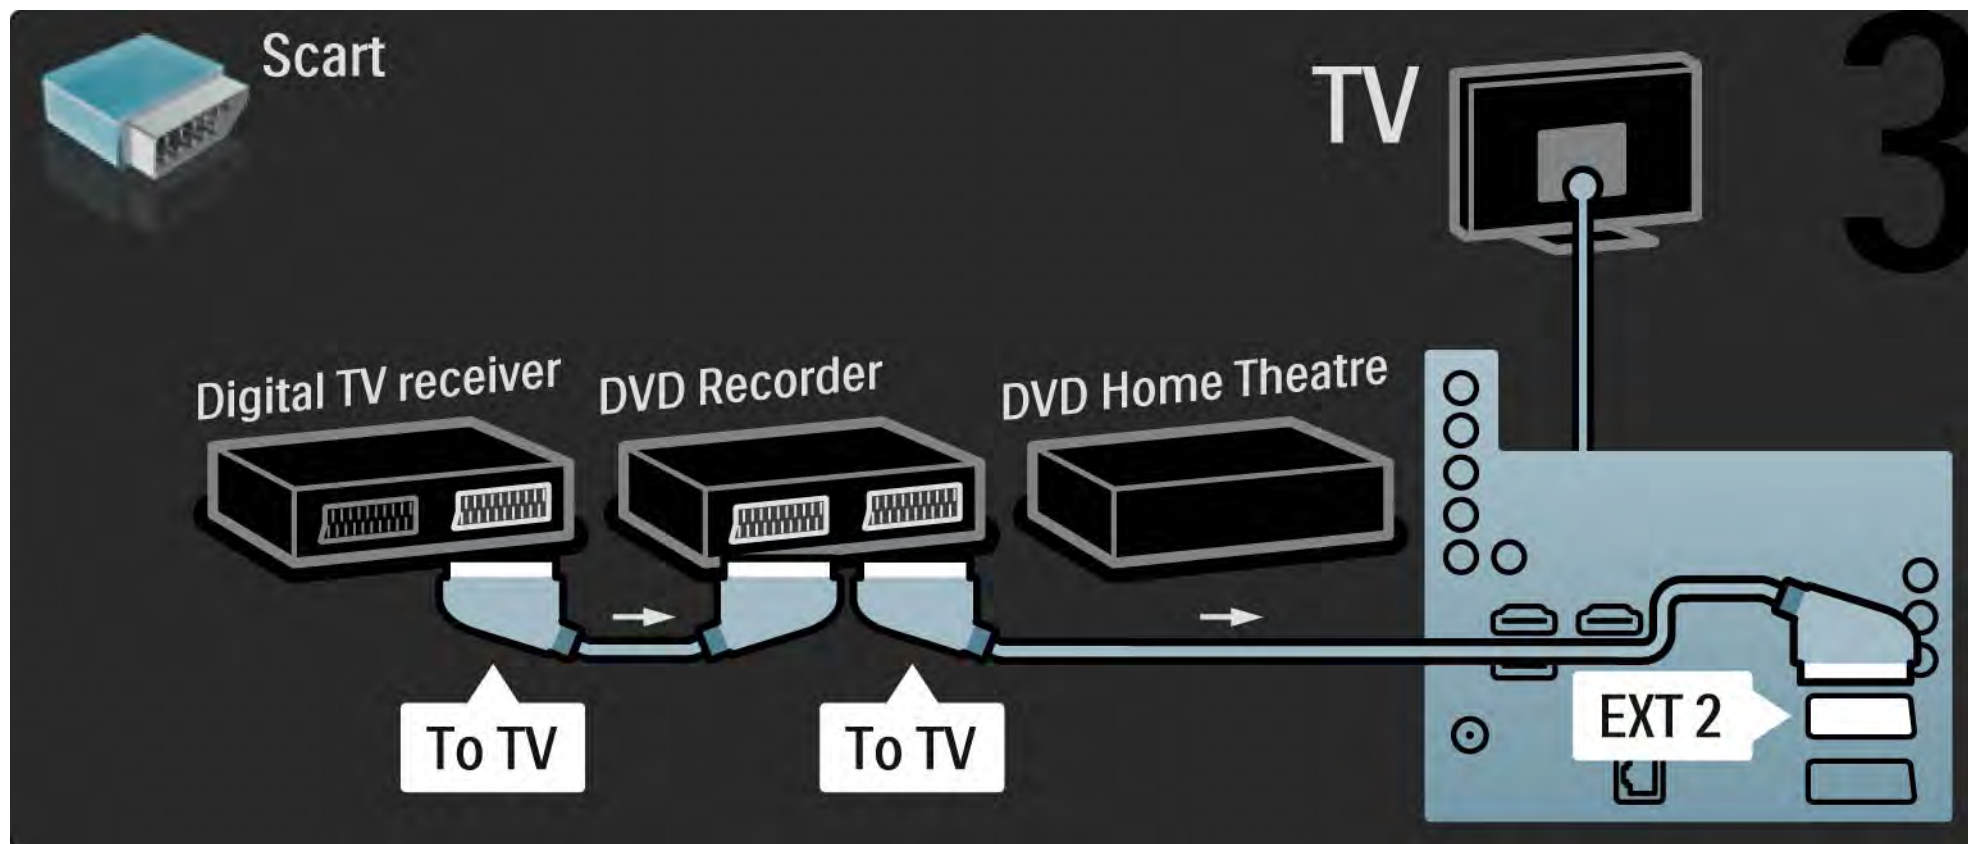 Scart
TV
3
Digital TV receiver
DVD Recorder
DVD Home Theatre
To TV
To TV
EXT 2